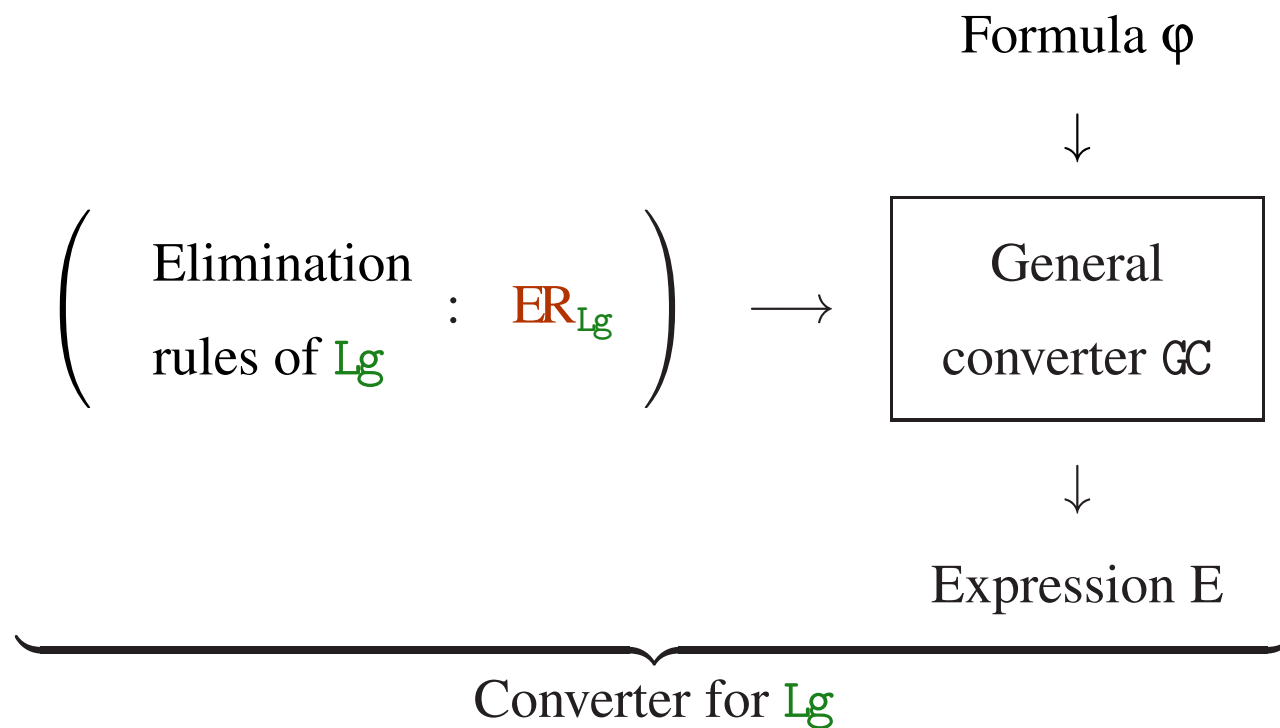 Formula φ
↓
Elimination
rules of Lg
( : ER_Lg ) ⟶
General
converter GC
↓
Expression E
Converter for Lg